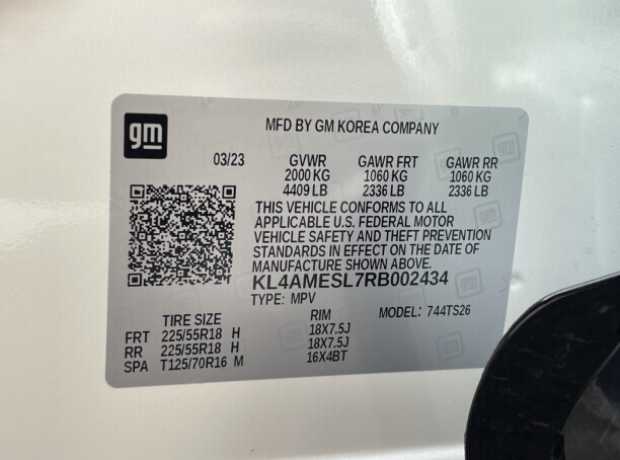 gm
MFD BY GM KOREA COMPANY
03/23 GVWR GAWR FRT GAWR RR
2000 KG 1060 KG 1060 KG
4409 LB 2336 LB 2336 LB
THIS VEHICLE CONFORMS TO ALL
APPLICABLE U.S. FEDERAL MOTOR
VEHICLE SAFETY AND THEFT PREVENTION
STANDARDS IN EFFECT ON THE DATE OF
MANUFACTURE SHOWN ABOVE.
KL4AMESL7RB002434
TYPE: MPV MODEL: 744TS26
TIRE SIZE RIM
FRT 225/55R18 H 18X7.5J
RR 225/55R18 H 18X7.5J
SPA T125/70R16 M 16X4BT